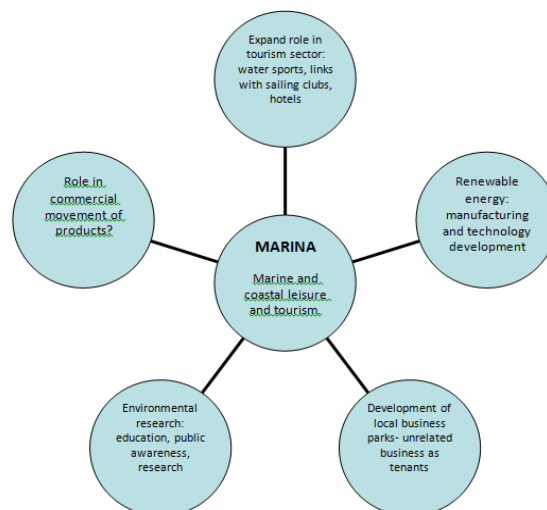 Expand role in
tourism sector:
water sports, links
with sailing clubs,
hotels
Role in
commercial
movement of
products?
Renewable
energy:
manufacturing
and technology
development
MARINA
Marine and
coastal leisure
and tourism.
Environmental
research:
education, public
awareness,
research
Development of
local business
parks- unrelated
business as
tenants